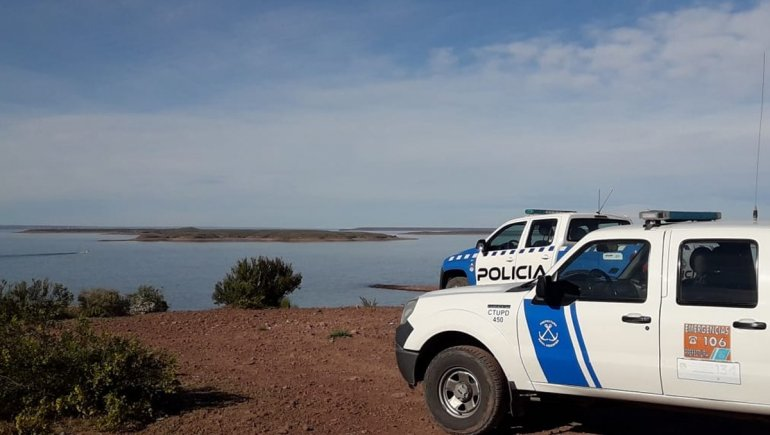 POLICIA
CTUPD
450
EMERGENCIAS
106